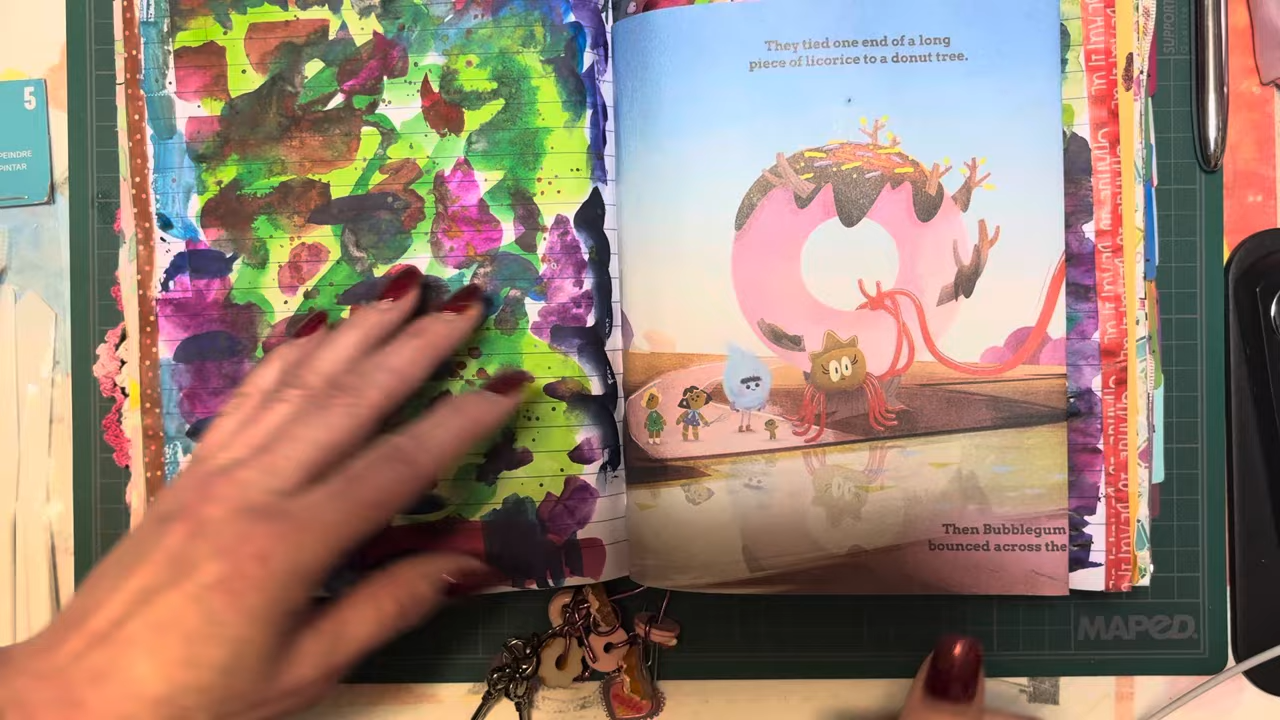 5
PEINDRE
PINTAR
They tied one end of a long
piece of licorice to a donut tree.
Then Bubblegum
bounced across the
MAPED.
SUPPORT